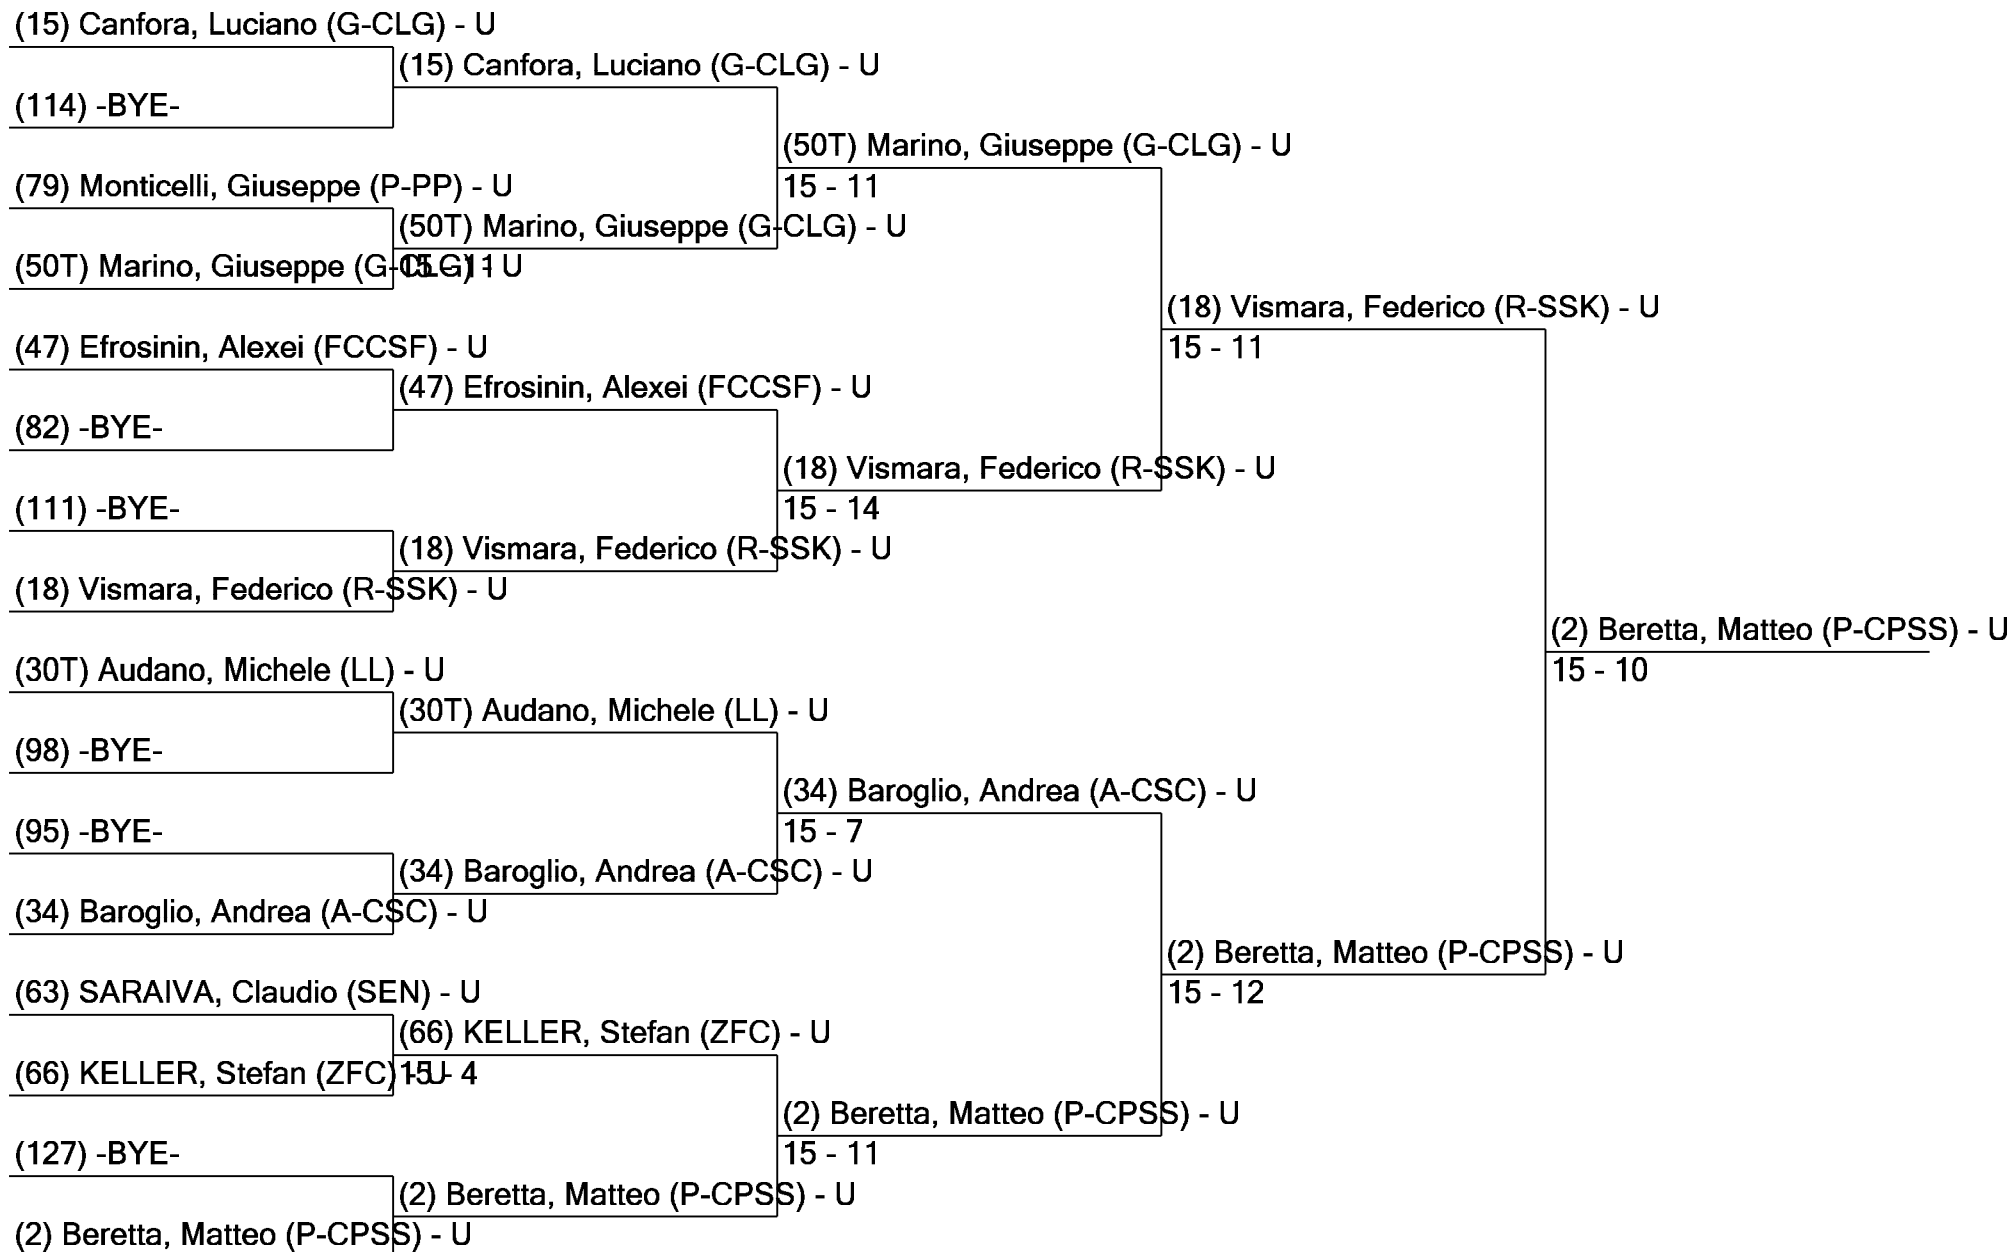 (15) Canfora, Luciano (G-CLG) - U
(15) Canfora, Luciano (G-CLG) - U
(114) -BYE-
(50T) Marino, Giuseppe (G-CLG) - U
15 - 11
(79) Monticelli, Giuseppe (P-PP) - U
(50T) Marino, Giuseppe (G-CLG) - U
(50T) Marino, Giuseppe (G-CLG) - U
15 - 11
(18) Vismara, Federico (R-SSK) - U
15 - 11
(47) Efrosinin, Alexei (FCCSF) - U
(47) Efrosinin, Alexei (FCCSF) - U
(82) -BYE-
(18) Vismara, Federico (R-SSK) - U
15 - 14
(111) -BYE-
(18) Vismara, Federico (R-SSK) - U
(18) Vismara, Federico (R-SSK) - U
(2) Beretta, Matteo (P-CPSS) - U
15 - 10
(30T) Audano, Michele (LL) - U
(30T) Audano, Michele (LL) - U
(98) -BYE-
(34) Baroglio, Andrea (A-CSC) - U
15 - 7
(95) -BYE-
(34) Baroglio, Andrea (A-CSC) - U
(34) Baroglio, Andrea (A-CSC) - U
(2) Beretta, Matteo (P-CPSS) - U
15 - 12
(63) SARAIVA, Claudio (SEN) - U
(66) KELLER, Stefan (ZFC) - U
(66) KELLER, Stefan (ZFC) - U
15 - 4
(2) Beretta, Matteo (P-CPSS) - U
15 - 11
(127) -BYE-
(2) Beretta, Matteo (P-CPSS) - U
(2) Beretta, Matteo (P-CPSS) - U